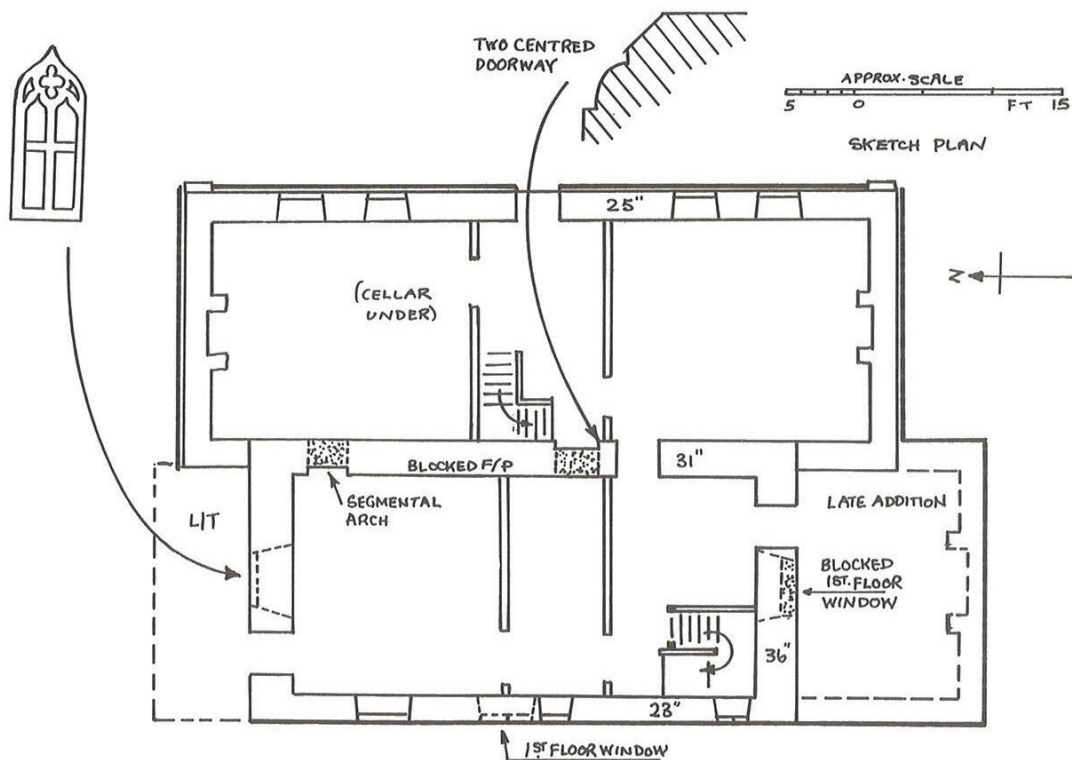 TWO CENTRED
DOORWAY
APPROX. SCALE
5 0 FT 15
SKETCH PLAN
25"
N
(CELLAR
UNDER)
BLOCKED F/P
31"
SEGMENTAL
ARCH
L/T
LATE ADDITION
BLOCKED
1ST. FLOOR
WINDOW
36"
28"
1ST FLOOR WINDOW